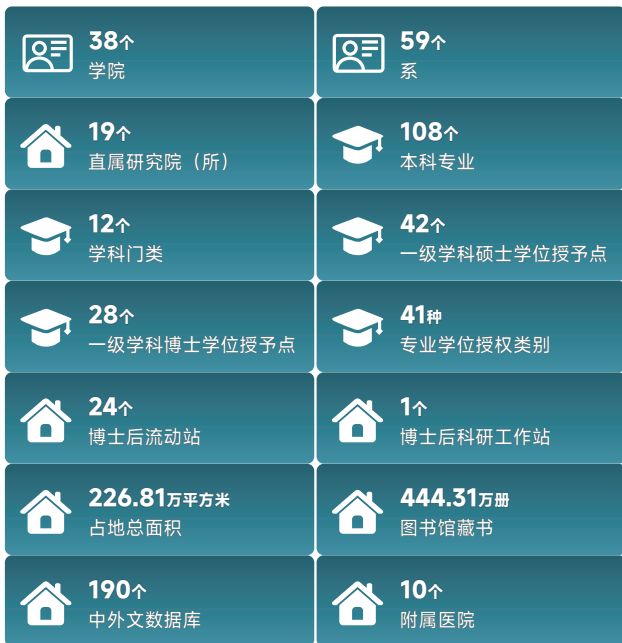 38个
学院
59个
系
19个
直属研究院（所）
108个
本科专业
12个
学科门类
42个
一级学科硕士学位授予点
28个
一级学科博士学位授予点
41种
专业学位授权类别
24个
博士后流动站
1个
博士后科研工作站
226.81万平方米
占地总面积
444.31万册
图书馆藏书
190个
中外文数据库
10个
附属医院